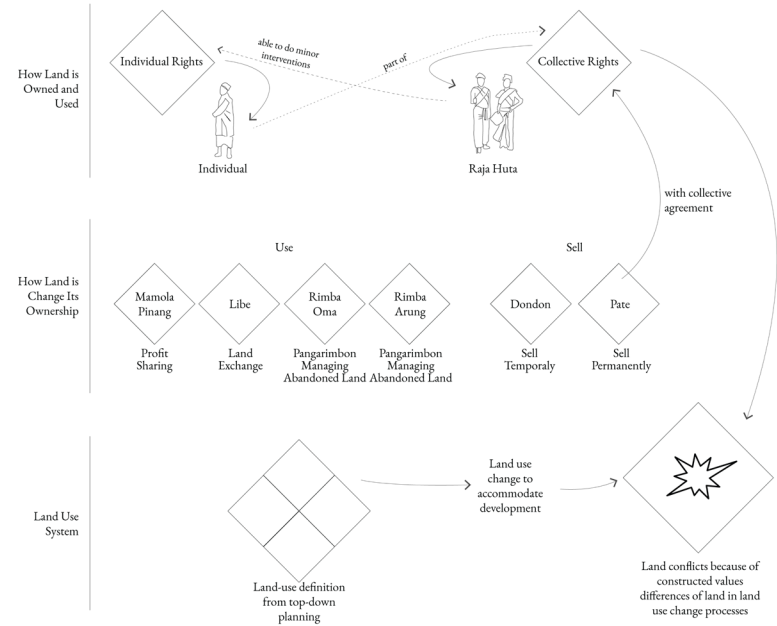 How Land is
Owned and
Used
Individual Rights
able to do minor
interventions
part of
Collective Rights
Individual
Raja Huta
with collective
agreement
How Land is
Change Its
Ownership
Use
Sell
Mamola
Pinang
Libe
Rimba
Oma
Rimba
Arung
Dondon
Pate
Profit
Sharing
Land
Exchange
Pangarimbon
Managing
Abandoned Land
Pangarimbon
Managing
Abandoned Land
Sell
Temporaly
Sell
Permanently
Land Use
System
Land-use definition
from top-down
planning
Land use
change to
accommodate
development
Land conflicts because of
constructed values
differences of land in land
use change processes